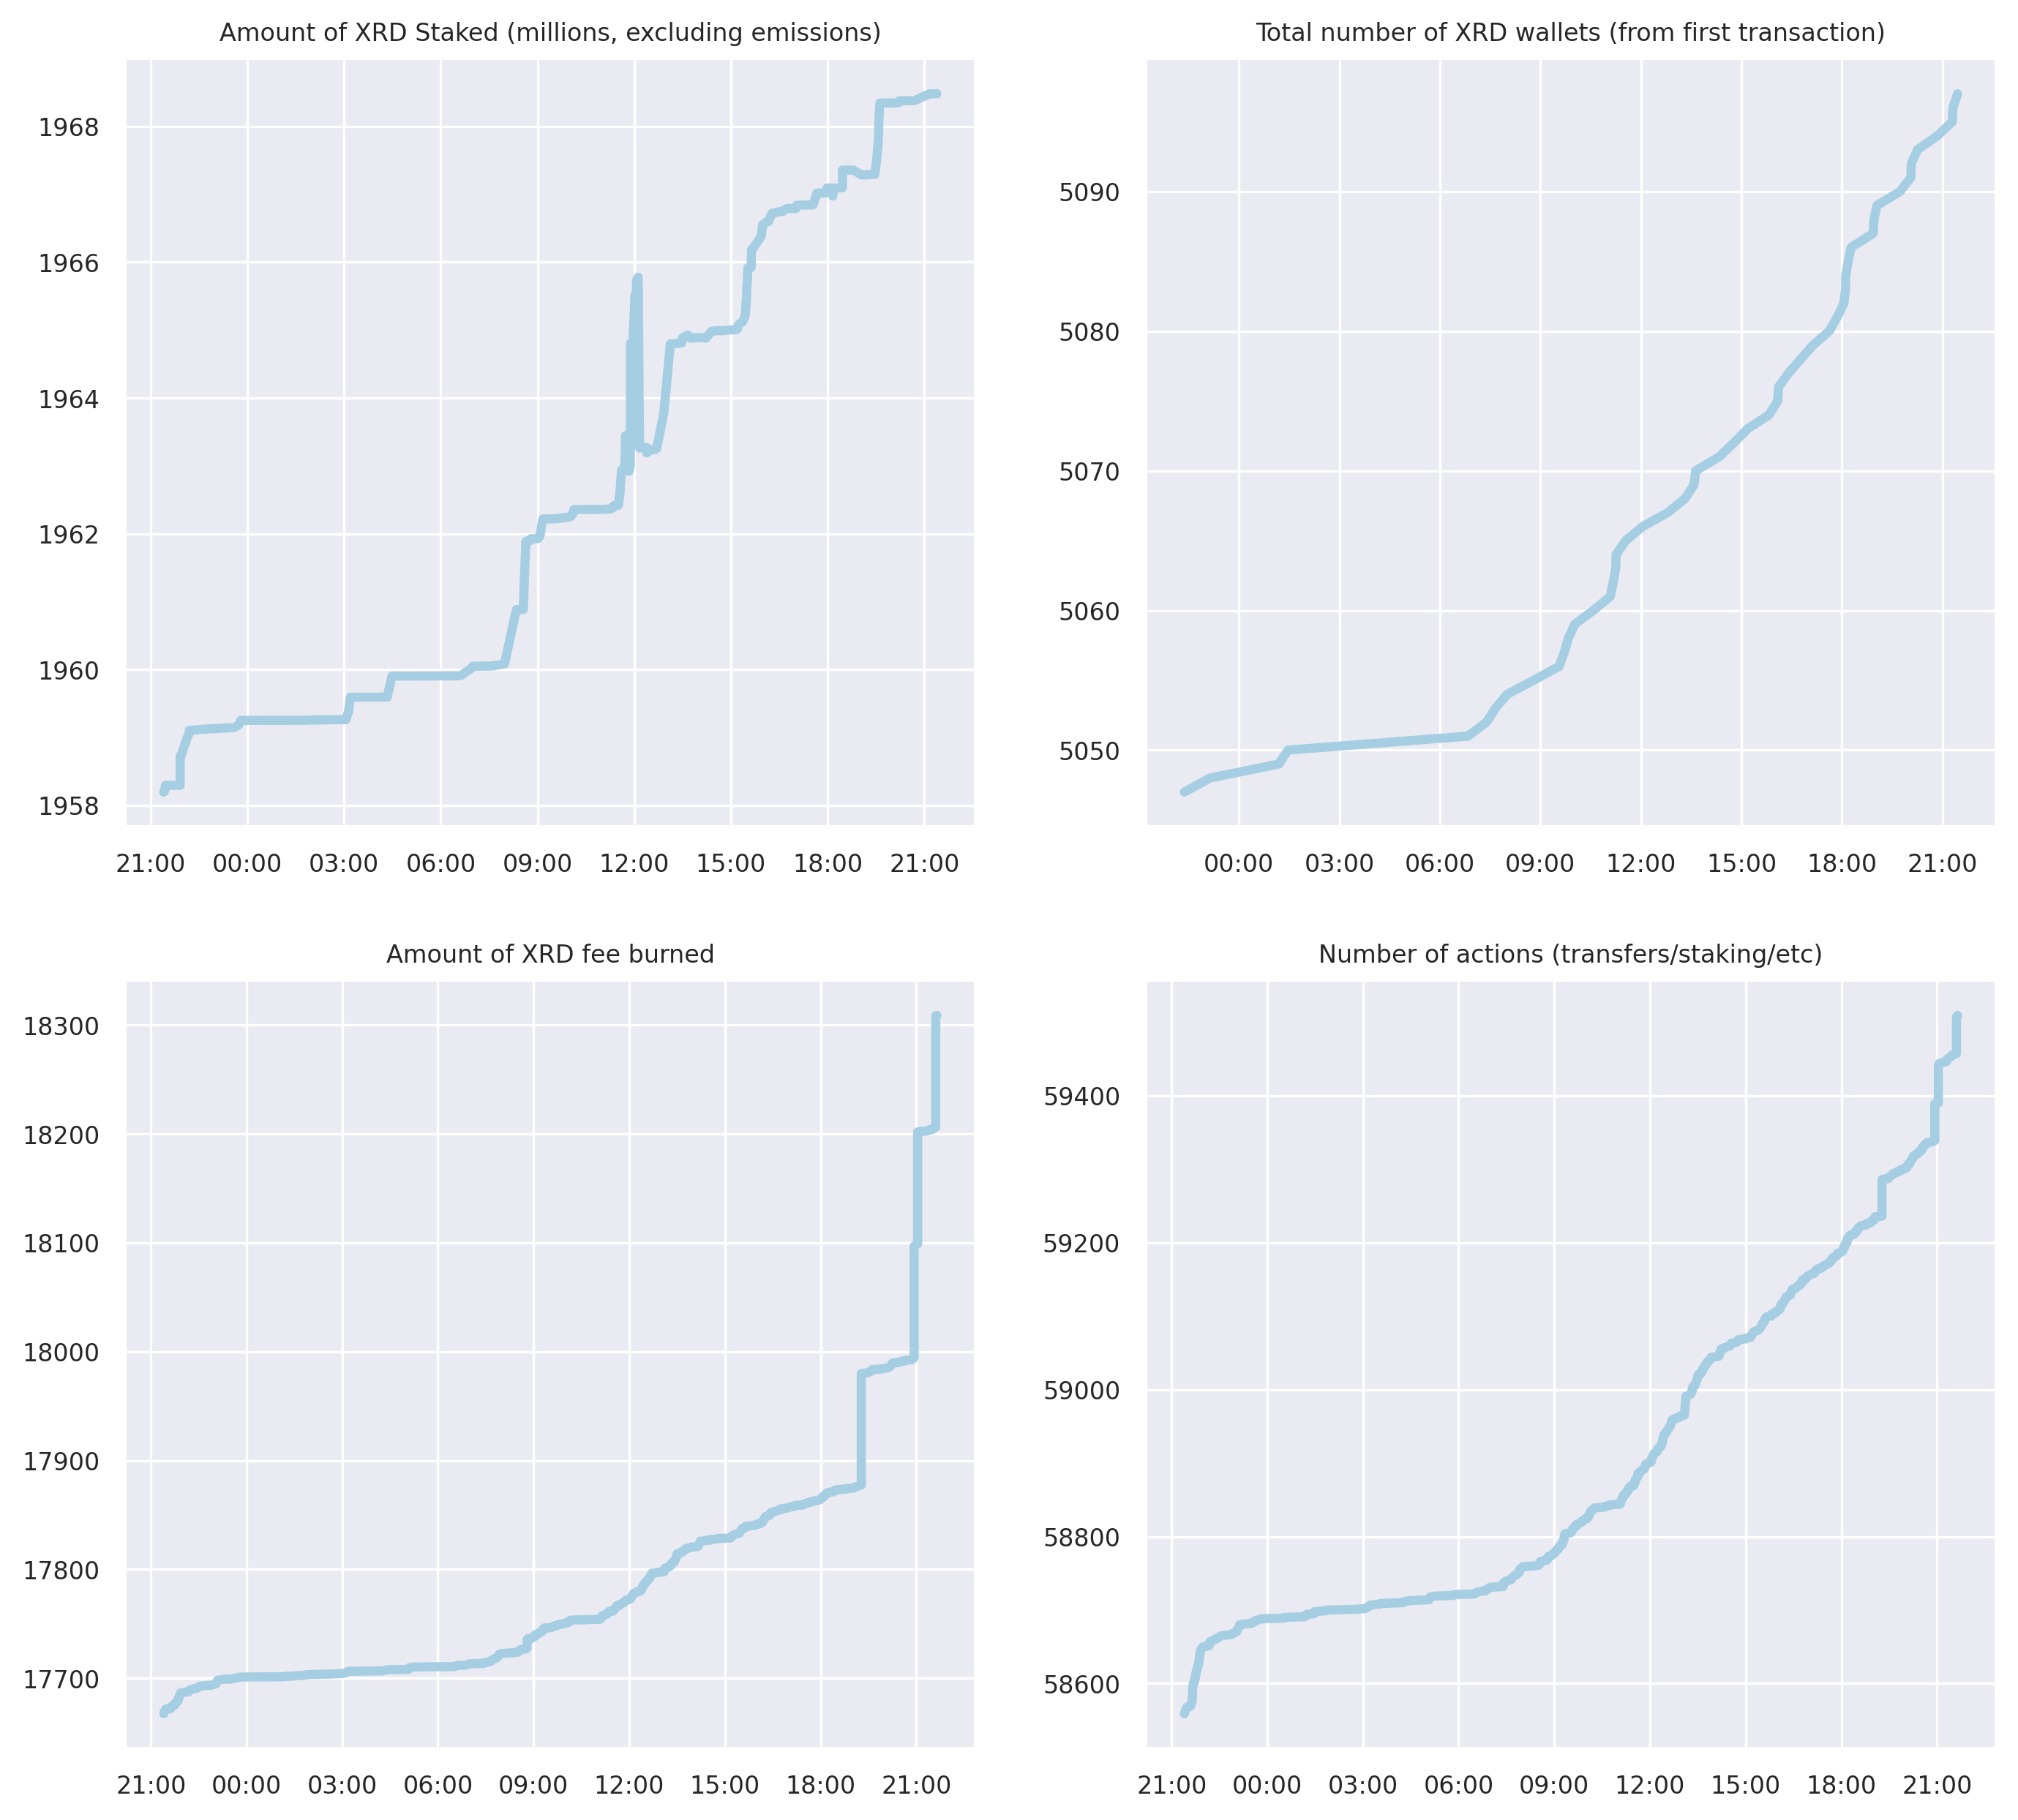 Amount of XRD Staked (millions, excluding emissions)
1968
1966
1964
1962
1960
1958
21:00 00:00 03:00 06:00 09:00 12:00 15:00 18:00 21:00
Total number of XRD wallets (from first transaction)
5090
5080
5070
5060
5050
00:00 03:00 06:00 09:00 12:00 15:00 18:00 21:00
Amount of XRD fee burned
18300
18200
18100
18000
17900
17800
17700
21:00 00:00 03:00 06:00 09:00 12:00 15:00 18:00 21:00
Number of actions (transfers/staking/etc)
59400
59200
59000
58800
58600
21:00 00:00 03:00 06:00 09:00 12:00 15:00 18:00 21:00